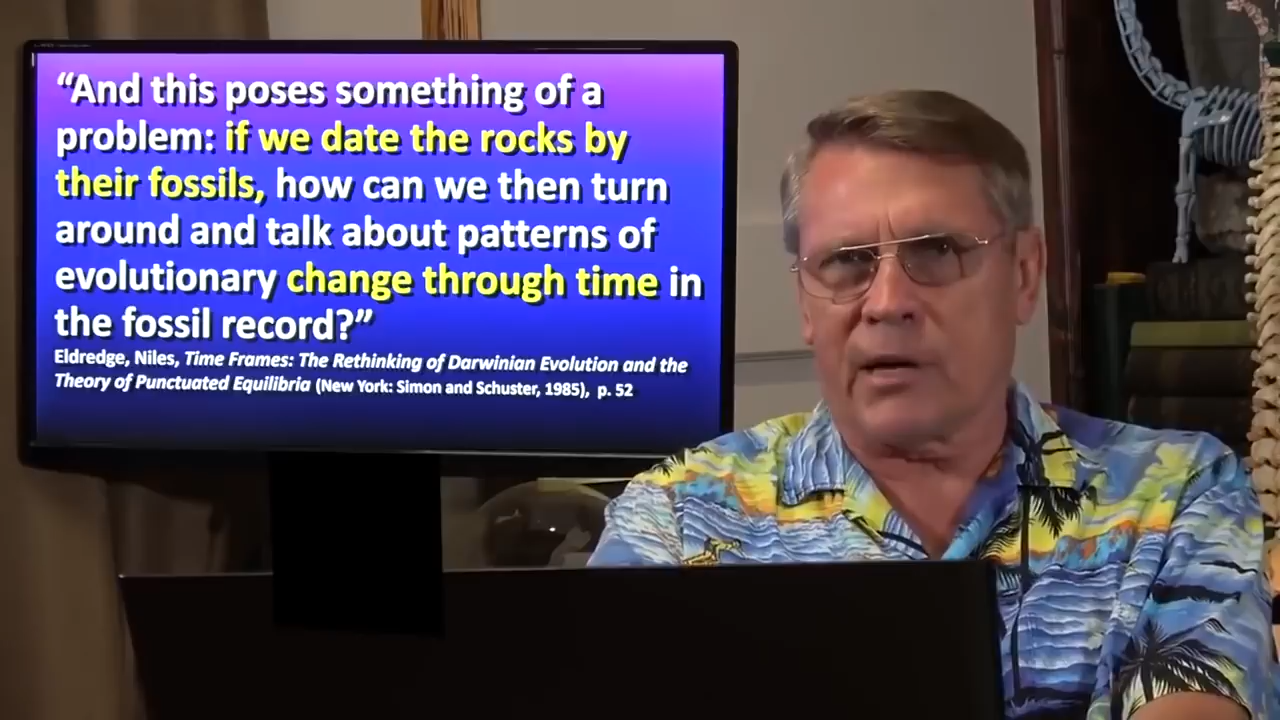 “And this poses something of a
problem: if we date the rocks by
their fossils, how can we then turn
around and talk about patterns of
evolutionary change through time in
the fossil record?”
Eldredge, Niles, Time Frames: The Rethinking of Darwinian Evolution and the
Theory of Punctuated Equilibria (New York: Simon and Schuster, 1985), p. 52